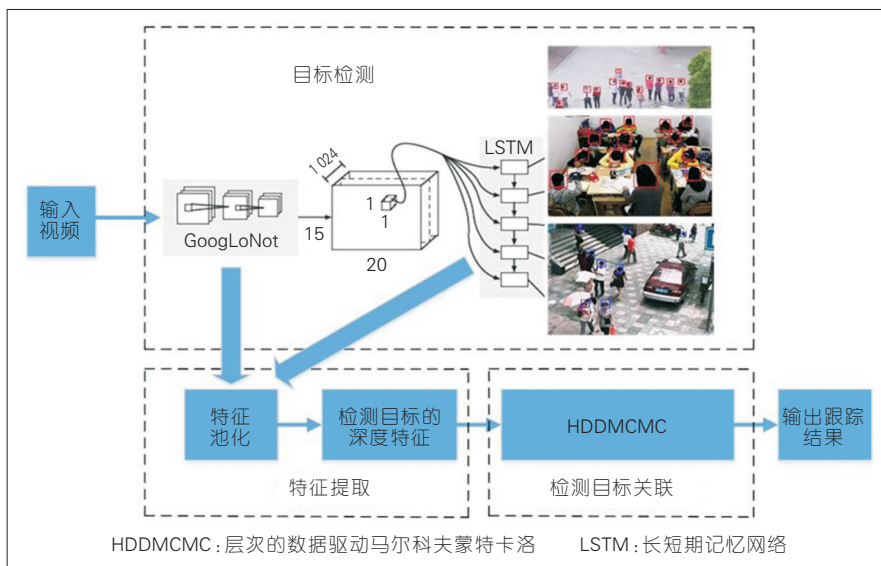 目标检测
LSTM
1 024
输入
视频
1
1
15
20
GoogLoNot
特征
池化
检测目标的
深度特征
HDDMCMC
输出跟踪
结果
特征提取
检测目标关联
HDDMCMC:层次的数据驱动马尔科夫蒙特卡洛 LSTM:长短期记忆网络